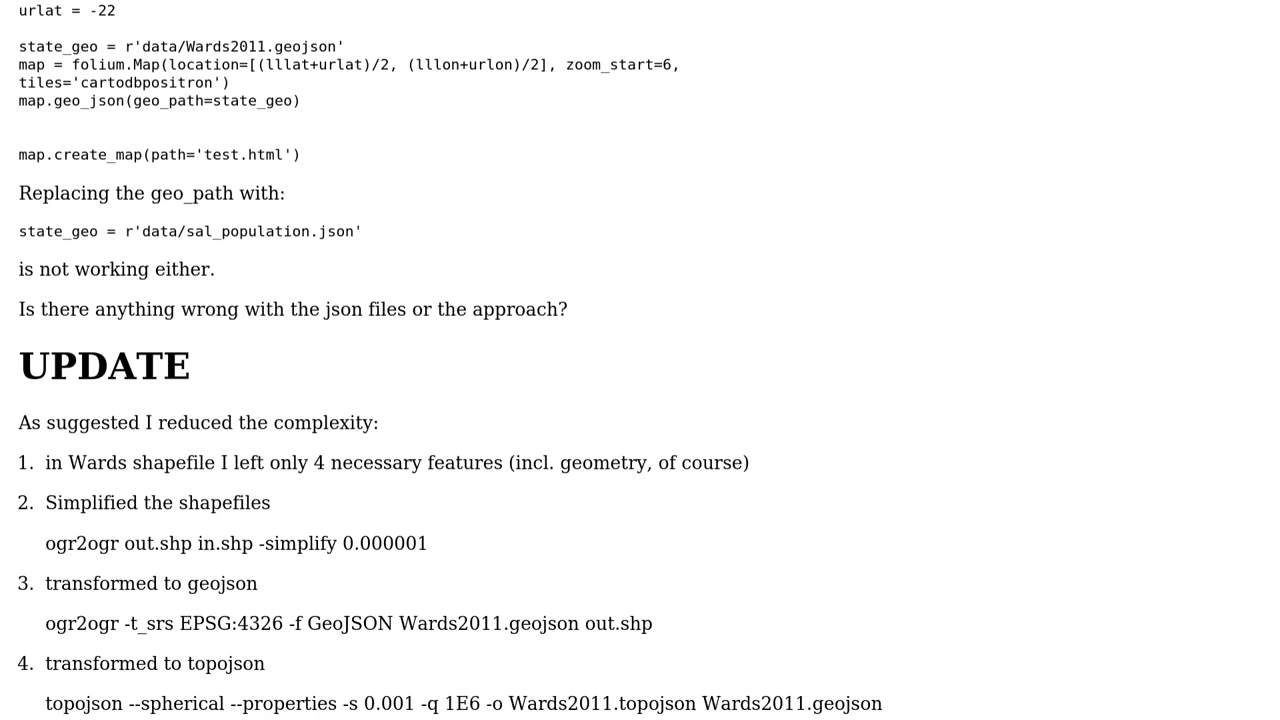 urlat = -22
state_geo = r'data/Wards2011.geojson'
map = folium.Map(location=[(lllat+urlat)/2, (lllon+urlon)/2], zoom_start=6,
tiles='cartodbpositron')
map.geo_json(geo_path=state_geo)
map.create_map(path='test.html')
Replacing the geo_path with:
state_geo = r'data/sal_population.json'
is not working either.
Is there anything wrong with the json files or the approach?
UPDATE
As suggested I reduced the complexity:
1. in Wards shapefile I left only 4 necessary features (incl. geometry, of course)
2. Simplified the shapefiles
ogr2ogr out.shp in.shp -simplify 0.000001
3. transformed to geojson
ogr2ogr -t_srs EPSG:4326 -f GeoJSON Wards2011.geojson out.shp
4. transformed to topojson
topojson --spherical --properties -s 0.001 -q 1E6 -o Wards2011.topojson Wards2011.geojson